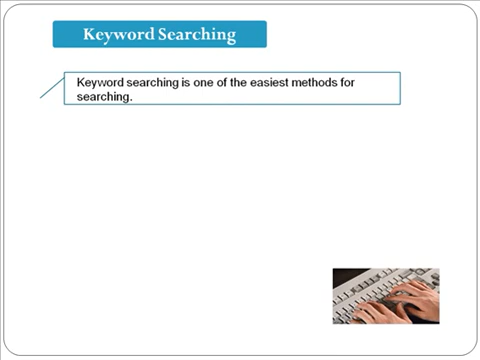 Keyword Searching
Keyword searching is one of the easiest methods for
searching.